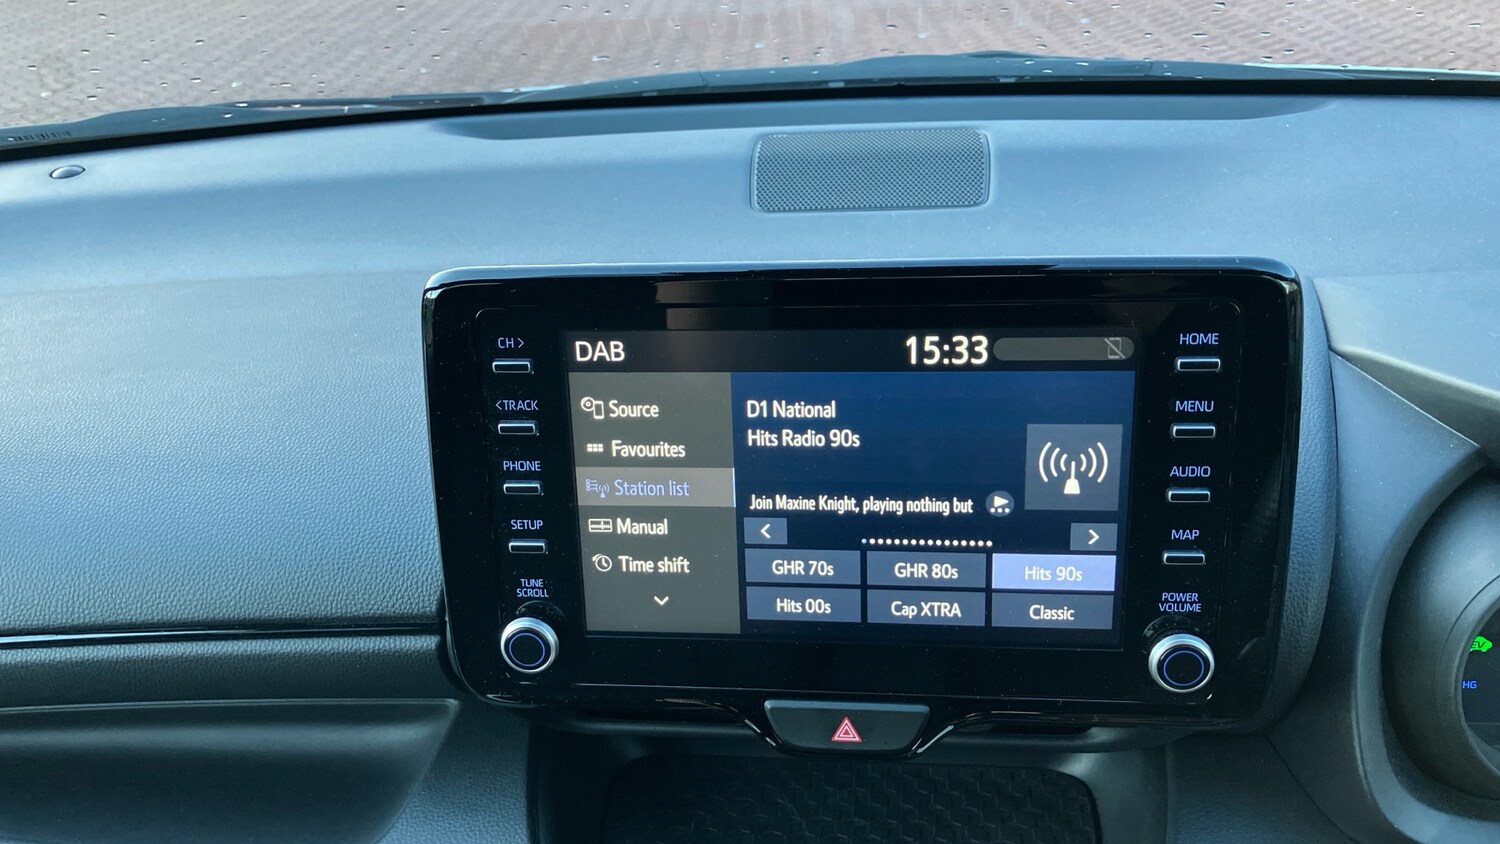 DAB
15:33
CH >
< TRACK
PHONE
SETUP
TUNE
SCROLL
Source
Favourites
Station list
Manual
Time shift
D1 National
Hits Radio 90s
Join Maxine Knight, playing nothing but
<
>
GHR 70s
GHR 80s
Hits 90s
Hits 00s
Cap XTRA
Classic
HOME
MENU
AUDIO
MAP
POWER
VOLUME
EV
HG